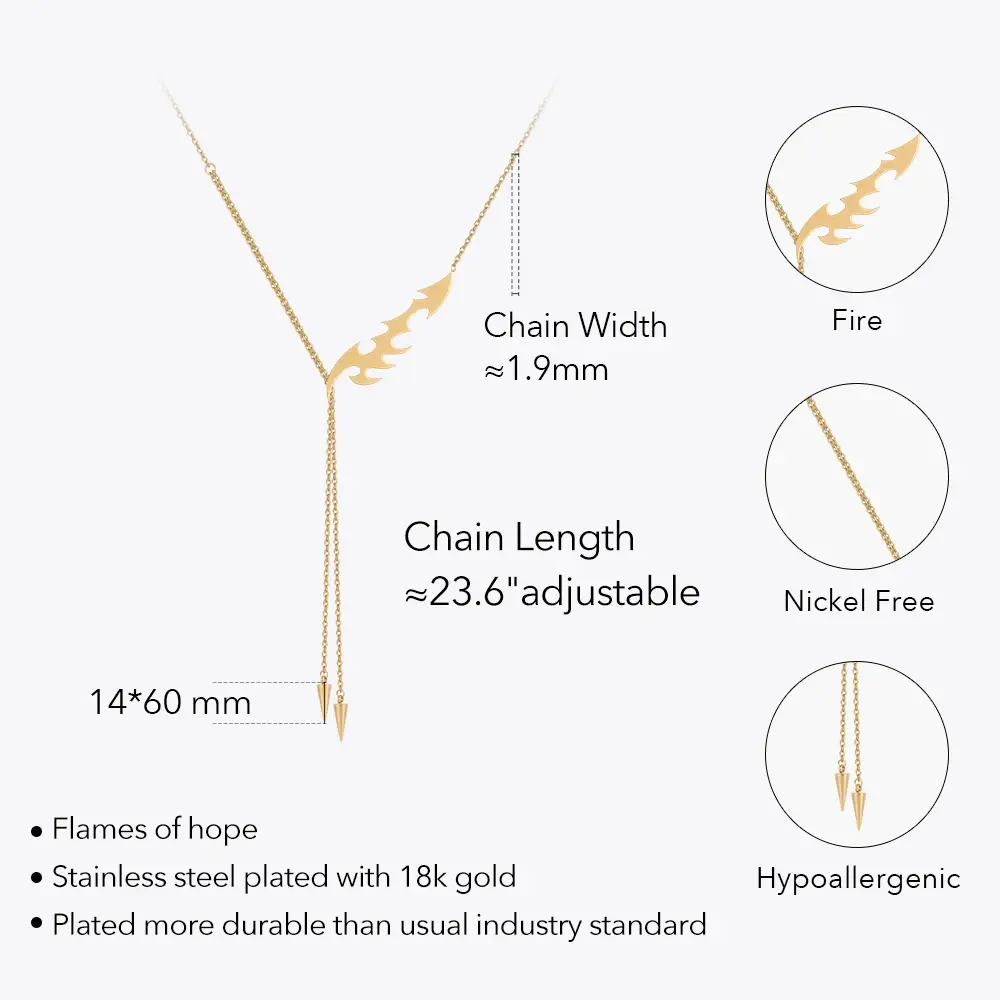 Chain Width
≈1.9mm
Chain Length
≈23.6"adjustable
14*60 mm
Fire
Nickel Free
Hypoallergenic
• Flames of hope
• Stainless steel plated with 18k gold
• Plated more durable than usual industry standard